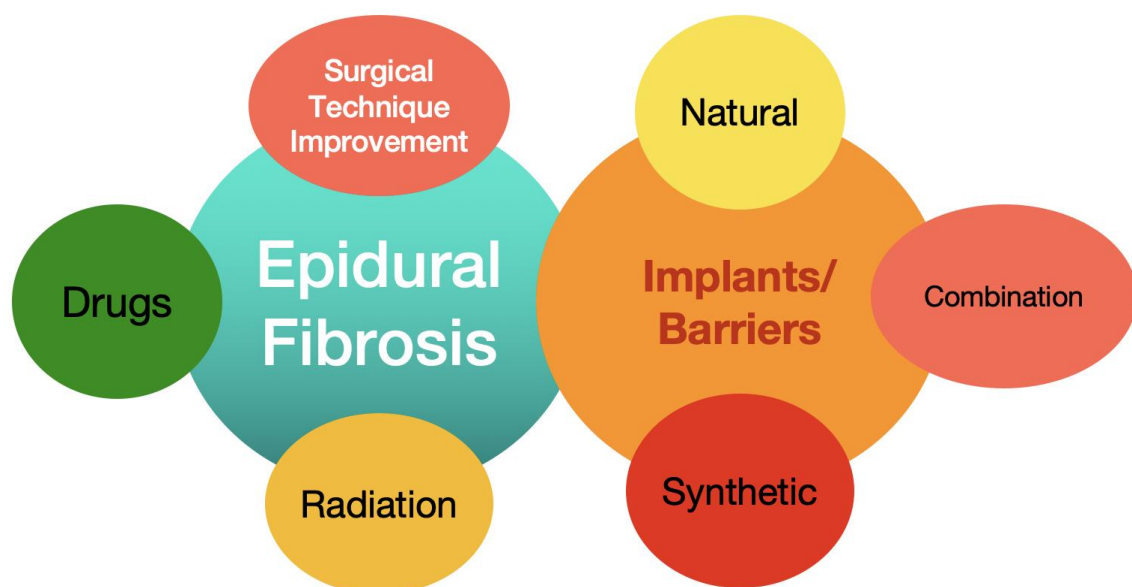 Surgical
Technique
Improvement
Natural
Drugs
Epidural
Fibrosis
Implants/
Barriers
Combination
Radiation
Synthetic